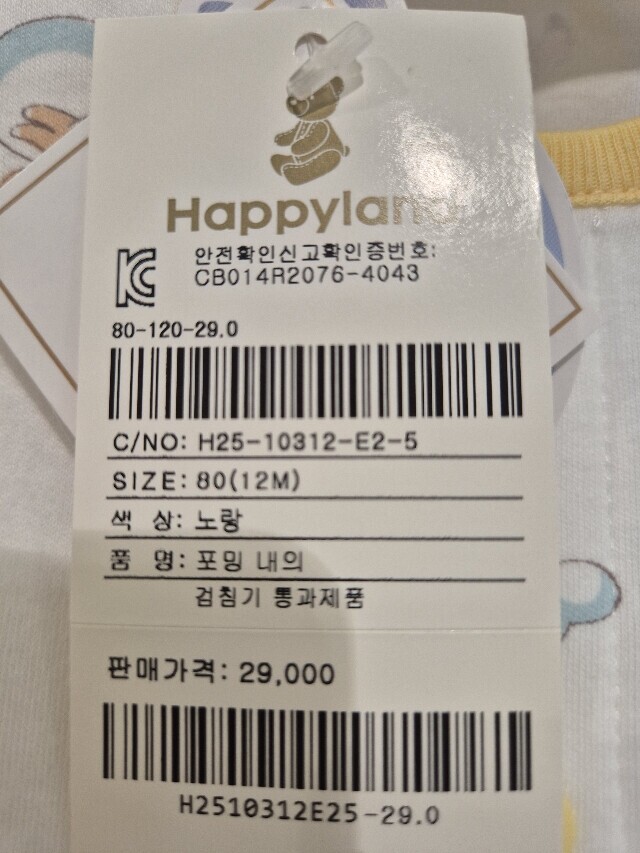 Happyland
안전확인신고확인증번호:
CB014R2076-4043
80-120-29.0
C/NO: H25-10312-E2-5
SIZE: 80(12M)
색 상: 노랑
품 명: 포밍 내의
검침기 통과제품
판매가격: 29,000
H2510312E25-29.0